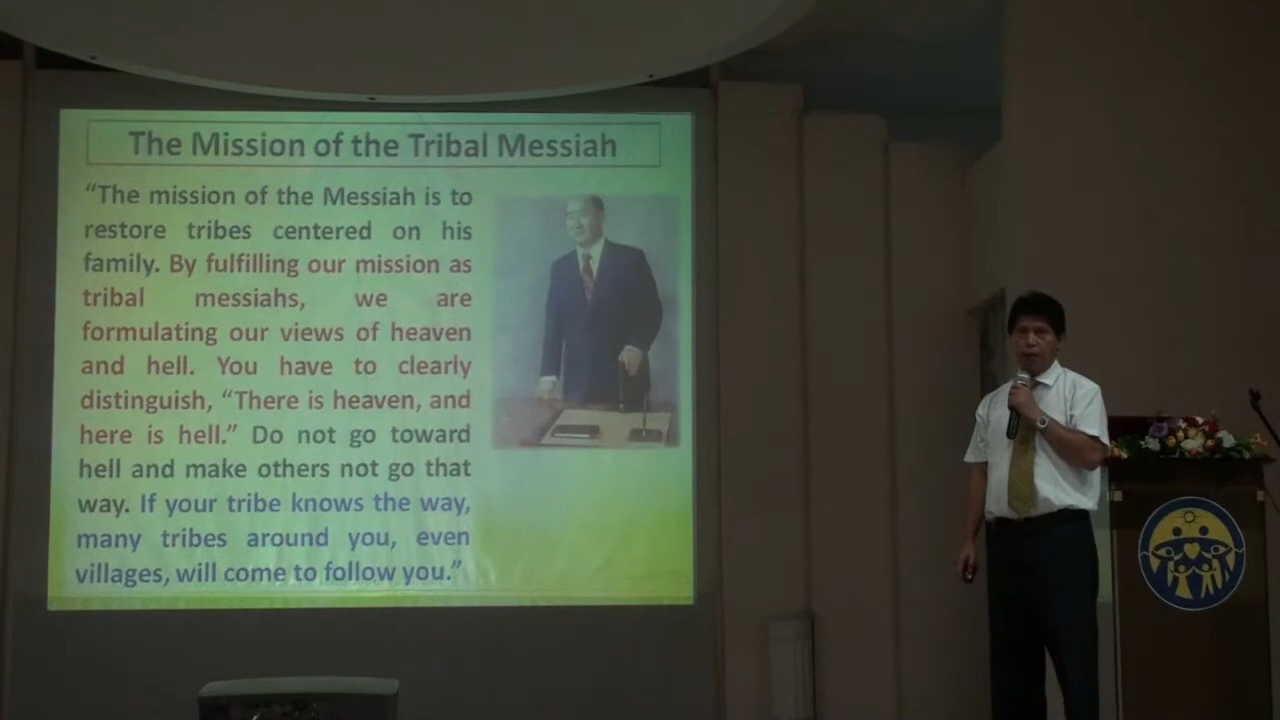 The Mission of the Tribal Messiah
“The mission of the Messiah is to
restore tribes centered on his
family. By fulfilling our mission as
tribal messiahs, we are
formulating our views of heaven
and hell. You have to clearly
distinguish, “There is heaven, and
here is hell.” Do not go toward
hell and make others not go that
way. If your tribe knows the way,
many tribes around you, even
villages, will come to follow you.”